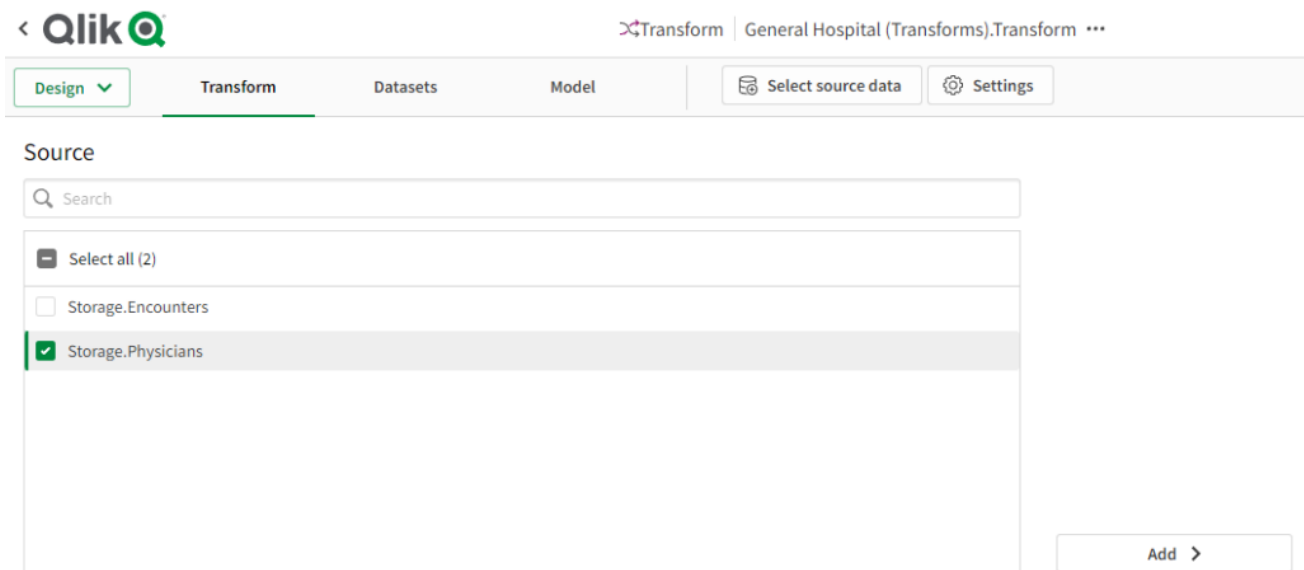 Qlik
Transform General Hospital (Transforms).Transform
Design Transform Datasets Model Select source data Settings
Source
Search
Select all (2)
Storage.Encounters
Storage.Physicians
Add